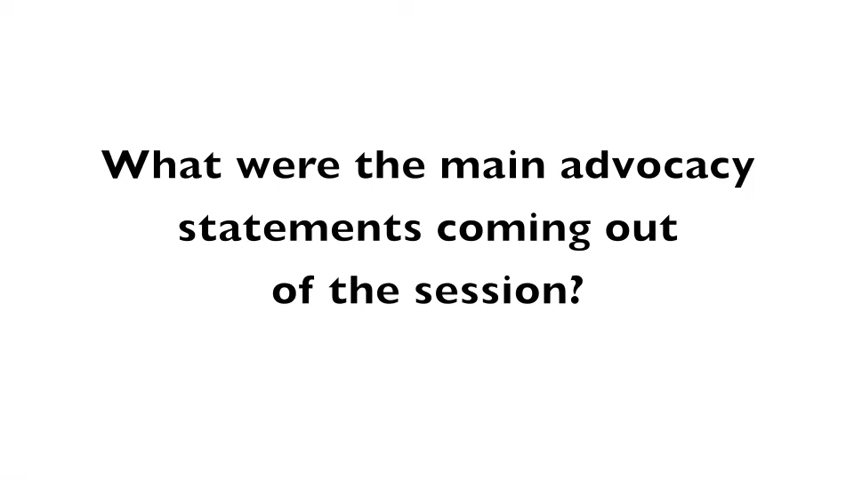 What were the main advocacy
statements coming out
of the session?